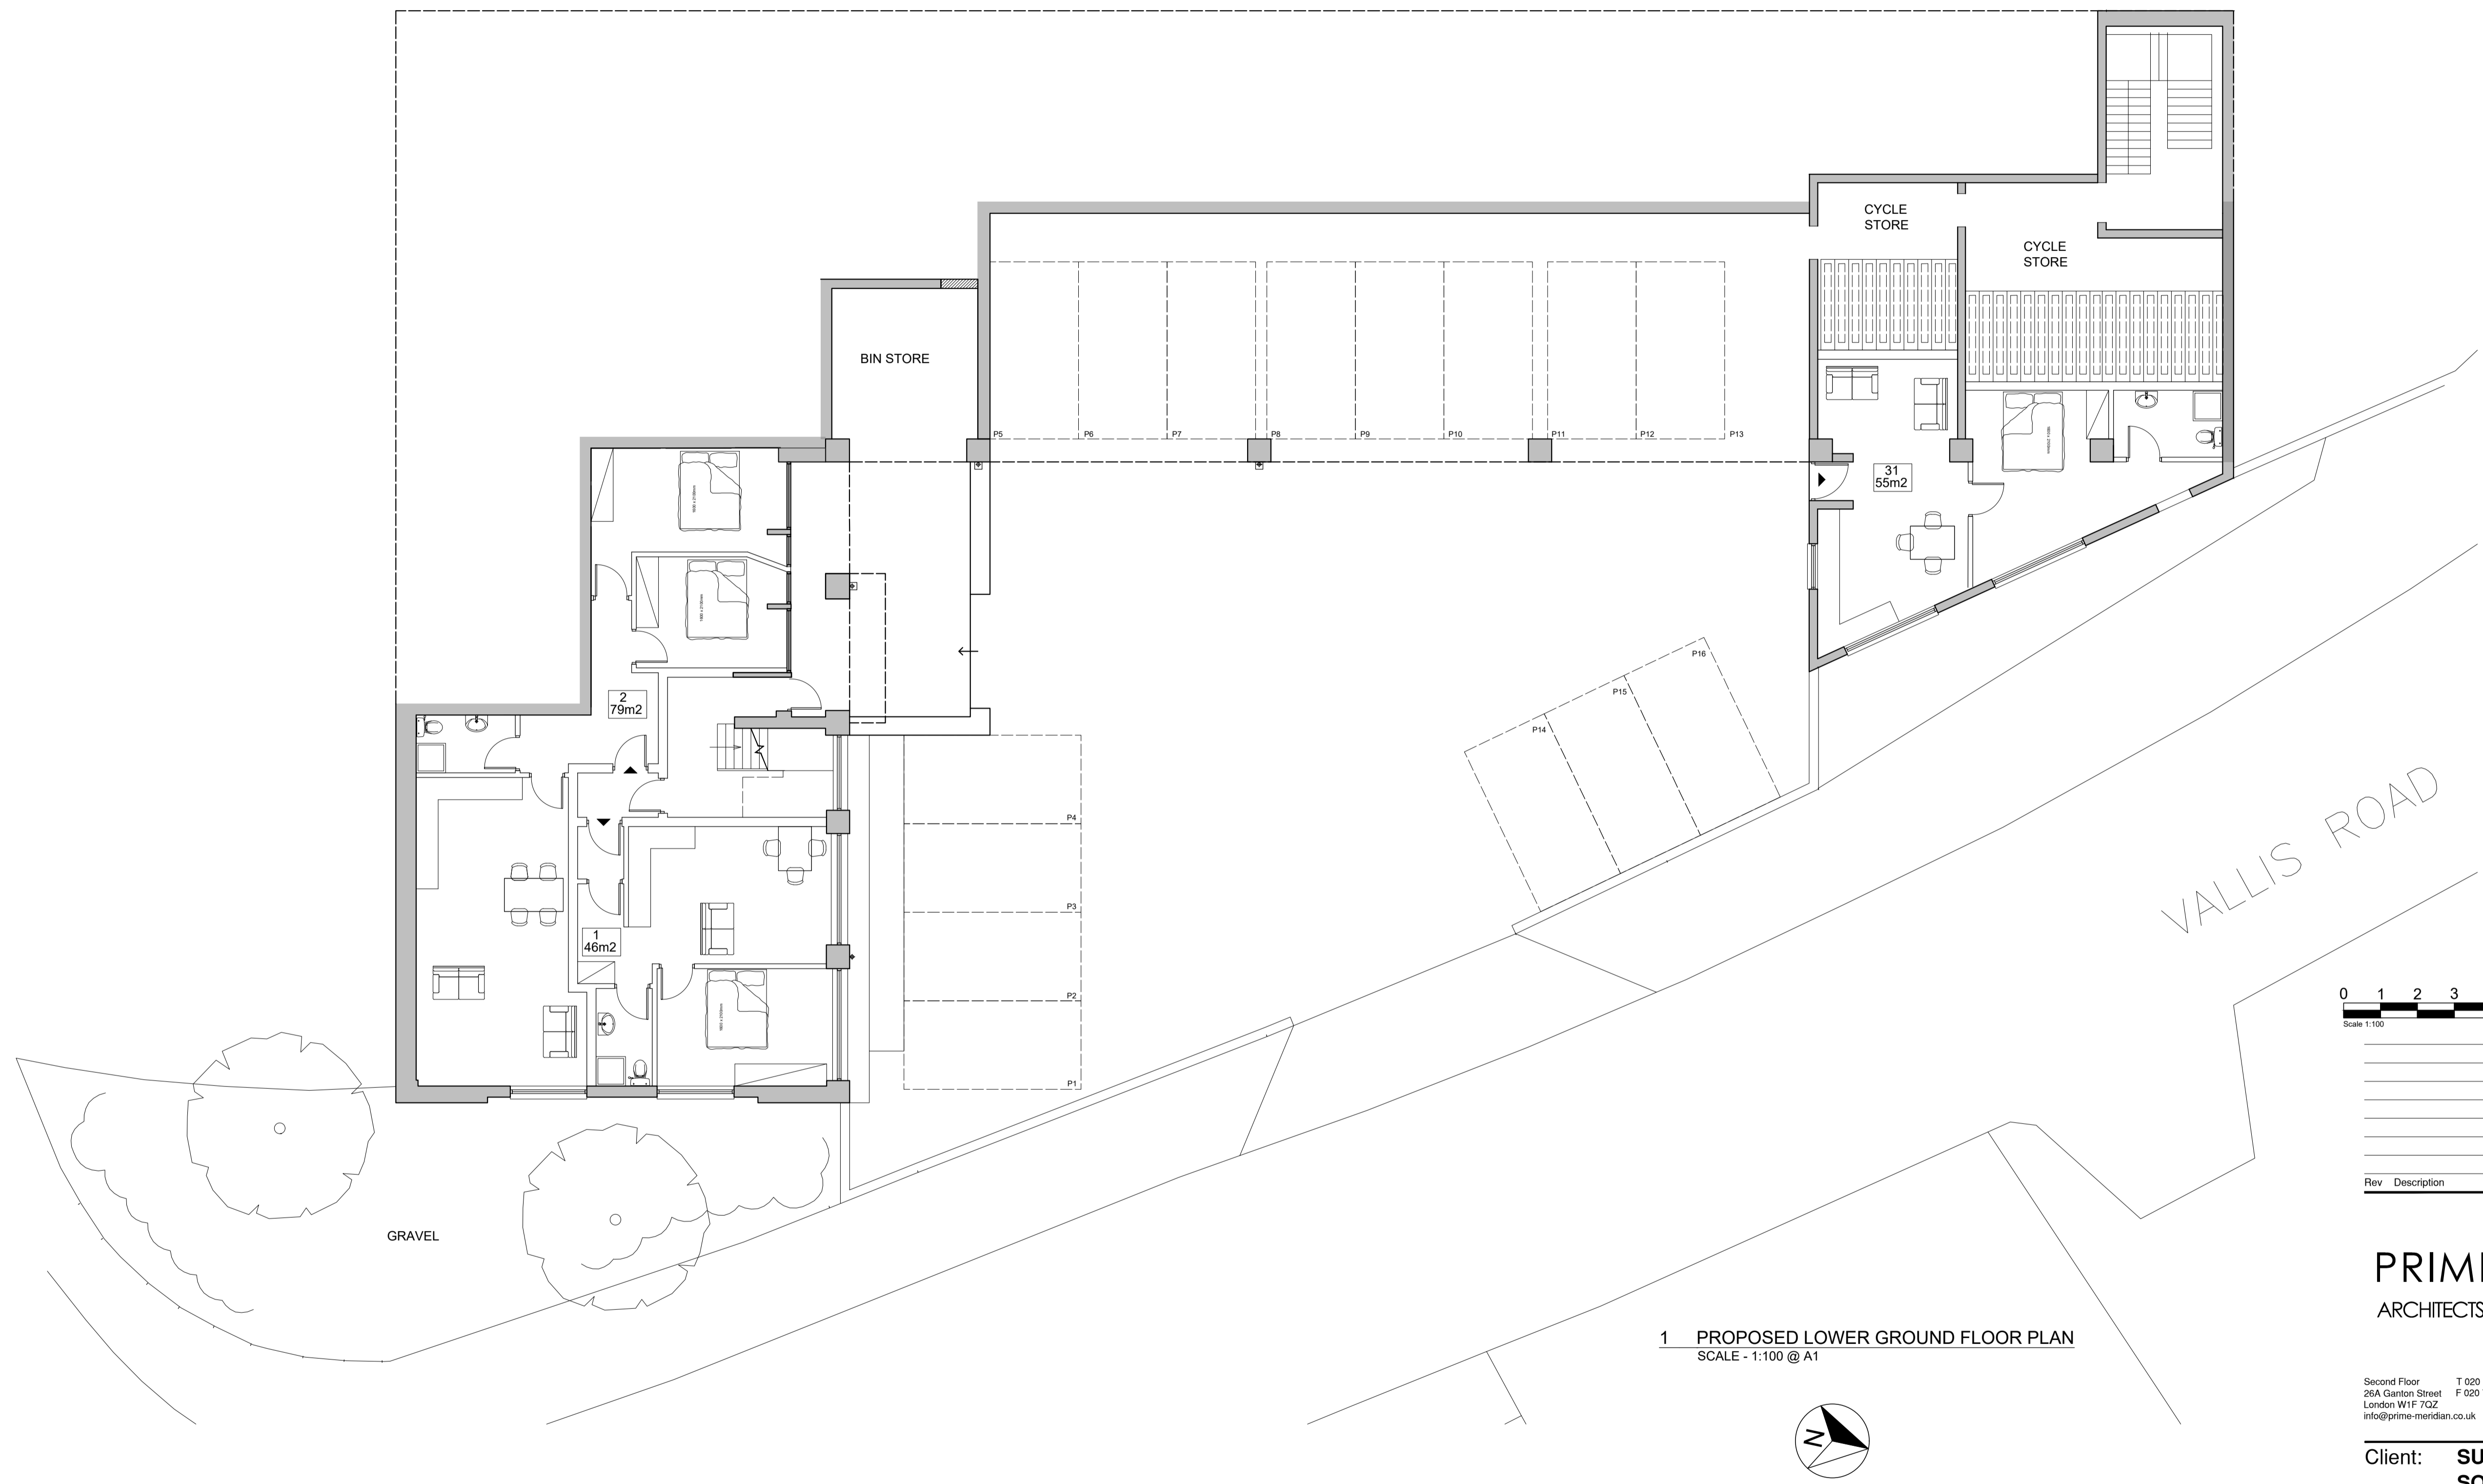 CYCLE
STORE
CYCLE
STORE
BIN STORE
P5
P6
P7
P8
P9
P10
P11
P12
P13
31
55m2
P16
P15
P14
2
79m2
P4
P3
1
46m2
P2
P1
VALLIS ROAD
0 1 2 3
Scale 1:100
Rev Description
GRAVEL
1 PROPOSED LOWER GROUND FLOOR PLAN
SCALE - 1:100 @ A1
N
ARCHITECTS
Second Floor T 020
26A Ganton Street F 020
London W1F 7QZ
info@prime-meridian.co.uk
Client: SU